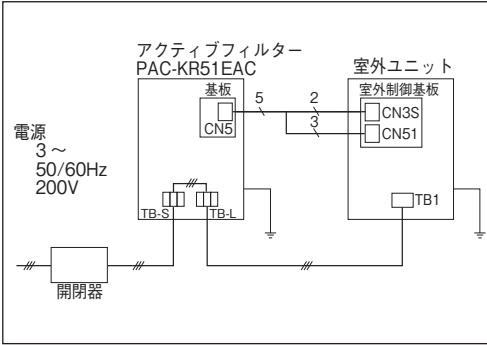 アクティブフィルター
PAC-KR51EAC
室外ユニット
基板
室外制御基板
5
2
CN3S
CN5
3
CN51
電源
3～
50/60Hz
200V
TB-S
TB-L
TB1
開閉器